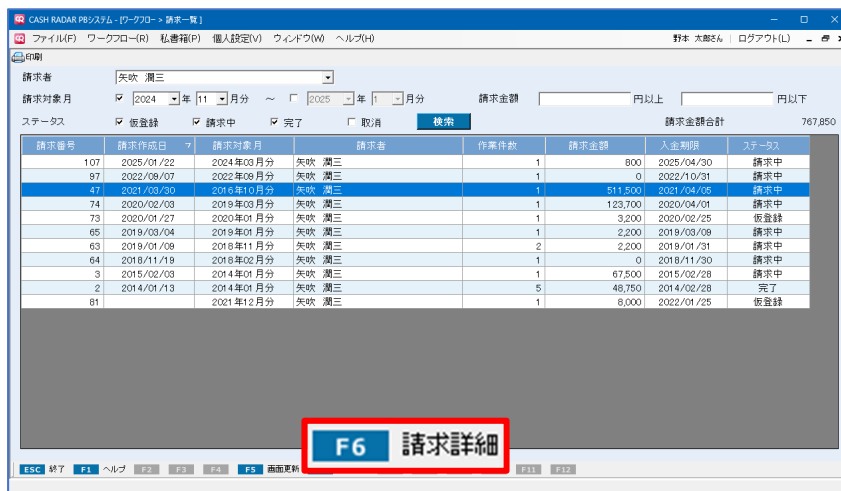 CASH RADAR PBシステム - [ワークフロー > 請求一覧]
ファイル(F) ワークフロー(R) 私書箱(P) 個人設定(V) ウィンドウ(W) ヘルプ(H) 野本 太郎さん ログアウト(L)
印刷
請求者 矢吹 潤三
請求対象月 2024 年 11 月分 ～ 2025 年 1 月分 請求金額 円以上 円以下
ステータス 仮登録 請求中 完了 取消 検索 請求金額合計 767,850
請求番号 請求作成日 請求対象月 請求者 作業件数 請求金額 入金期限 ステータス
107 2025/01/22 2024年03月分 矢吹 潤三 1 800 2025/04/30 請求中
97 2022/09/07 2022年09月分 矢吹 潤三 1 0 2022/10/31 請求中
47 2021/03/30 2016年10月分 矢吹 潤三 1 511,500 2021/04/05 請求中
74 2020/02/03 2019年03月分 矢吹 潤三 1 123,700 2020/04/01 請求中
73 2020/01/27 2020年01月分 矢吹 潤三 1 3,200 2020/02/25 仮登録
65 2019/03/04 2019年01月分 矢吹 潤三 1 2,200 2019/03/09 請求中
63 2019/01/09 2018年11月分 矢吹 潤三 2 2,200 2019/01/31 請求中
64 2018/11/19 2018年02月分 矢吹 潤三 1 0 2018/11/30 請求中
3 2015/02/03 2014年01月分 矢吹 潤三 1 67,500 2015/02/28 請求中
2 2014/01/13 2014年01月分 矢吹 潤三 5 48,750 2014/02/28 完了
81 2021年12月分 矢吹 潤三 1 8,000 2022/01/25 仮登録
F6 請求詳細
ESC 終了 F1 ヘルプ F2 F3 F4 F5 画面更新 F11 F12